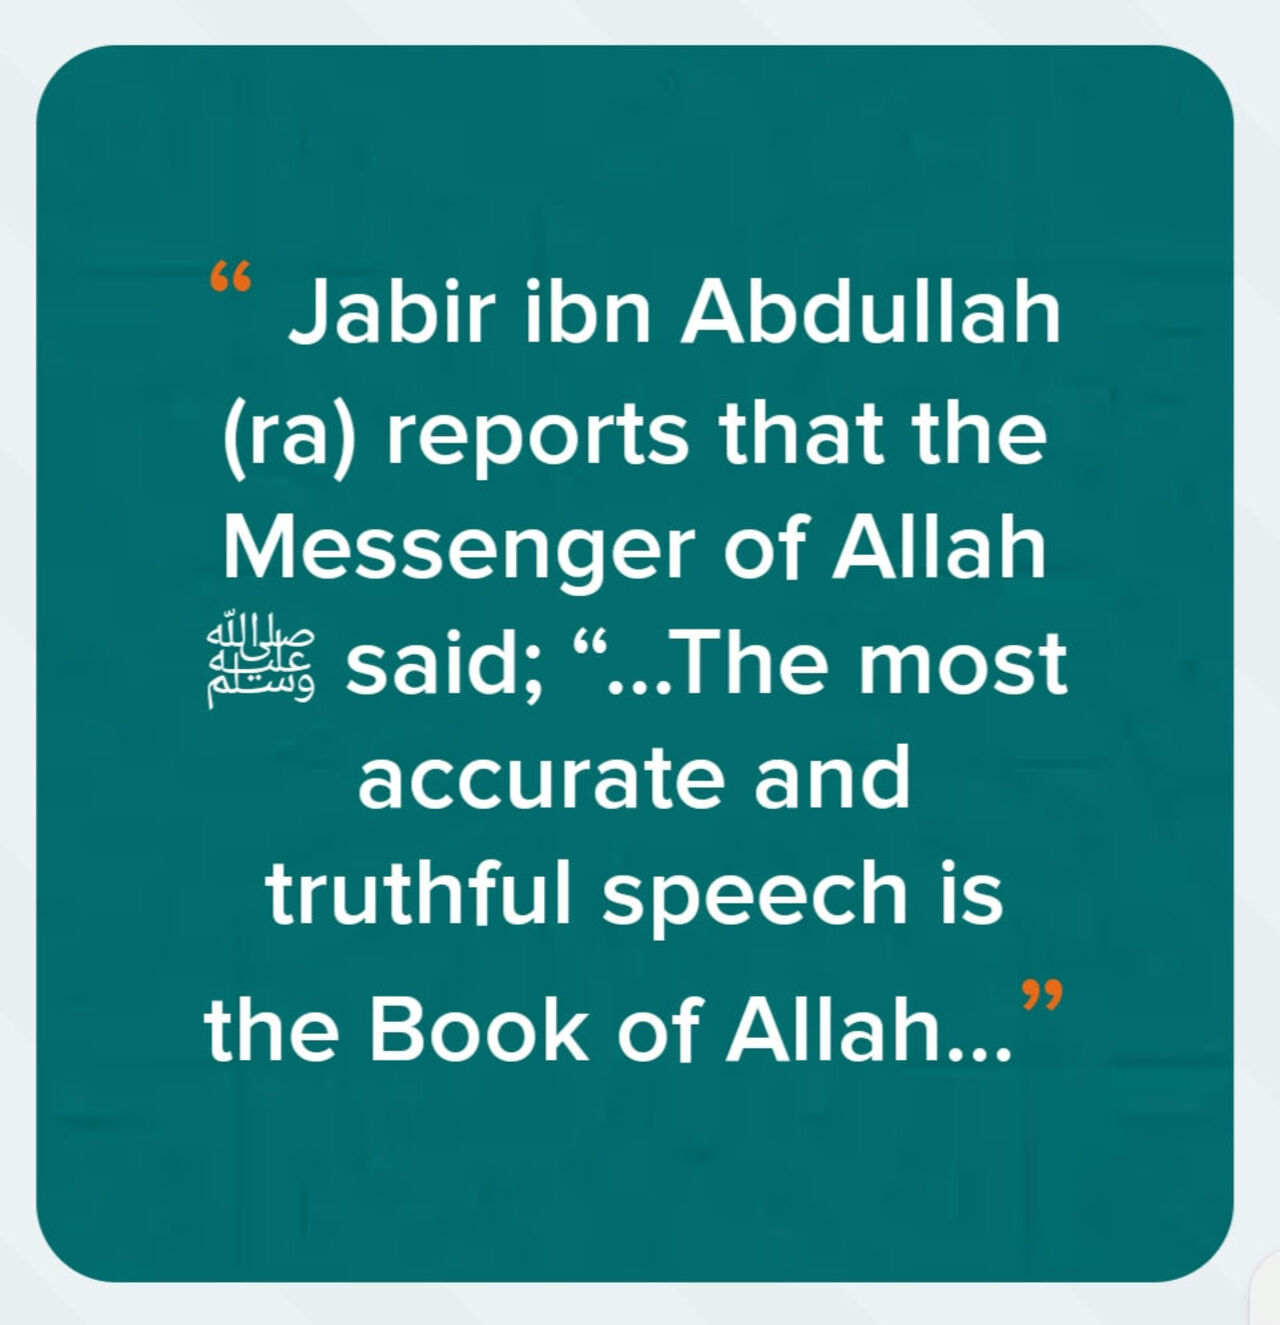 “ Jabir ibn Abdullah
(ra) reports that the
Messenger of Allah
ﷺ said; “...The most
accurate and
truthful speech is
the Book of Allah... ”